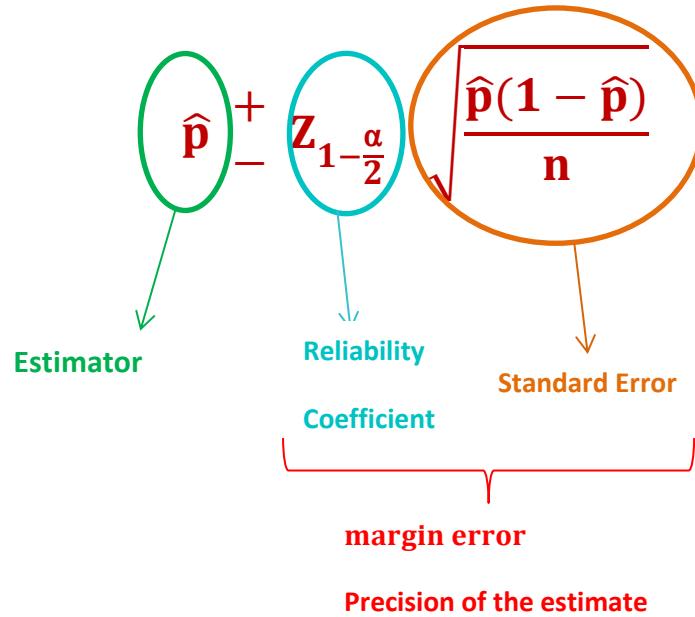 p̂ ± Z₁₋α/₂ √(p̂(1 − p̂)/n)
Estimator
Reliability
Coefficient
Standard Error
margin error
Precision of the estimate